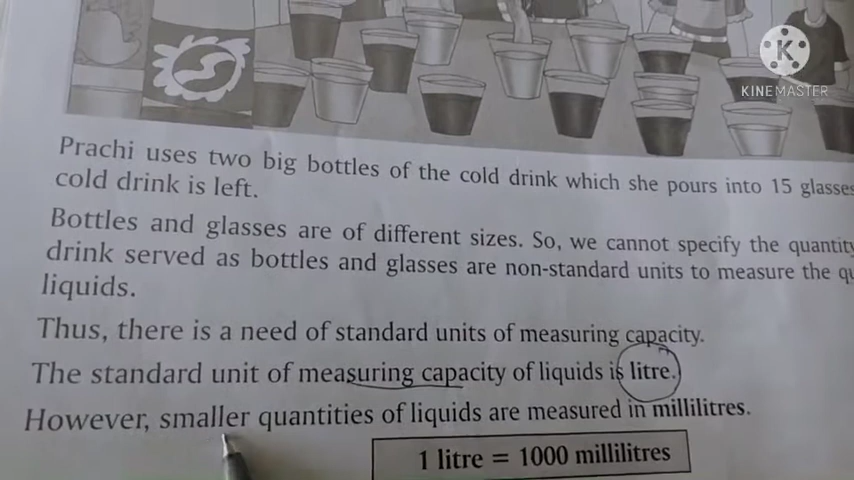 KINEMASTER
Prachi uses two big bottles of the cold drink which she pours into 15 glasses
cold drink is left.
Bottles and glasses are of different sizes. So, we cannot specify the quantity
drink served as bottles and glasses are non-standard units to measure the
liquids.
Thus, there is a need of standard units of measuring capacity.
The standard unit of measuring capacity of liquids is litre.
However, smaller quantities of liquids are measured in millilitres.
1 litre = 1000 millilitres